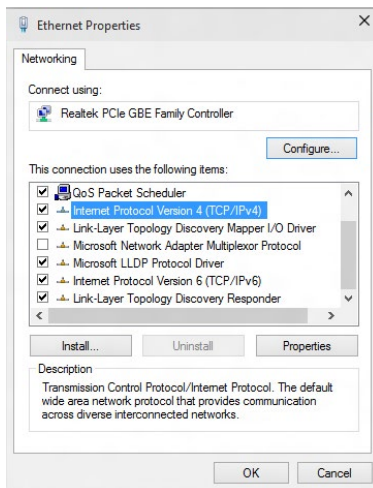 Ethernet Properties
Networking
Connect using:
Realtek PCIe GBE Family Controller
Configure...
This connection uses the following items:
QoS Packet Scheduler
Internet Protocol Version 4 (TCP/IPv4)
Link-Layer Topology Discovery Mapper I/O Driver
Microsoft Network Adapter Multiplexor Protocol
Microsoft LLDP Protocol Driver
Internet Protocol Version 6 (TCP/IPv6)
Link-Layer Topology Discovery Responder
Install... Uninstall Properties
Description
Transmission Control Protocol/Internet Protocol. The default
wide area network protocol that provides communication
across diverse interconnected networks.
OK Cancel